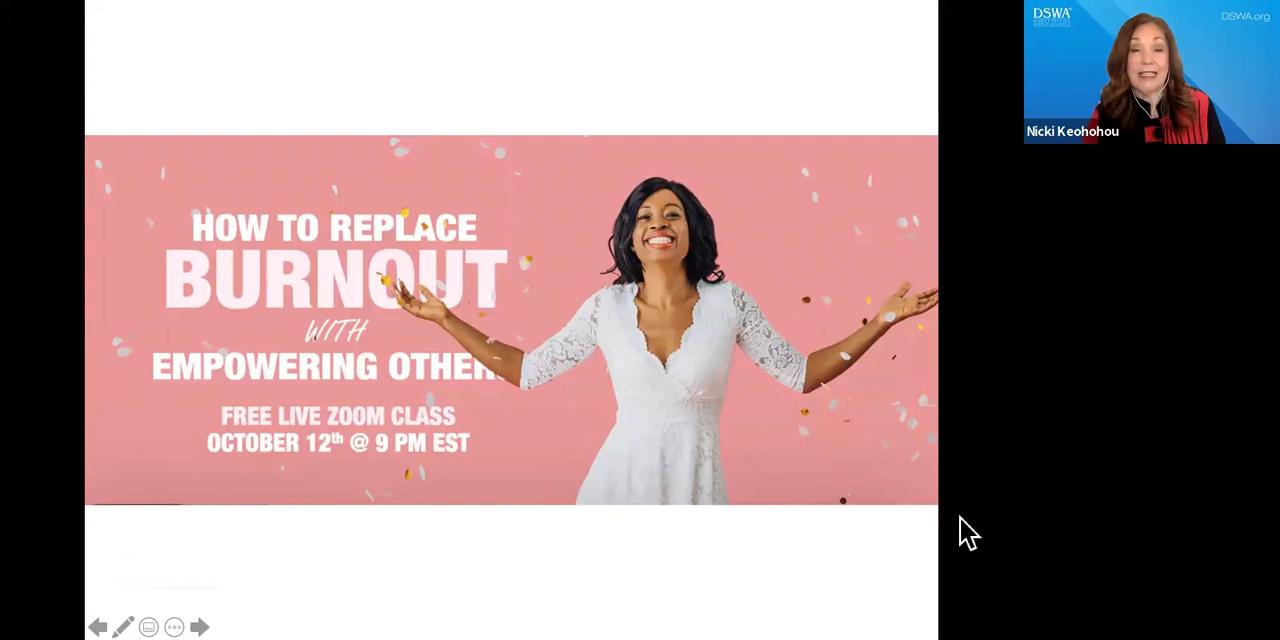 HOW TO REPLACE
BURNOUT
WITH
EMPOWERING OTHER
FREE LIVE ZOOM CLASS
OCTOBER 12th @ 9 PM EST
DSWA
DSWA.org
Nicki Keohohou